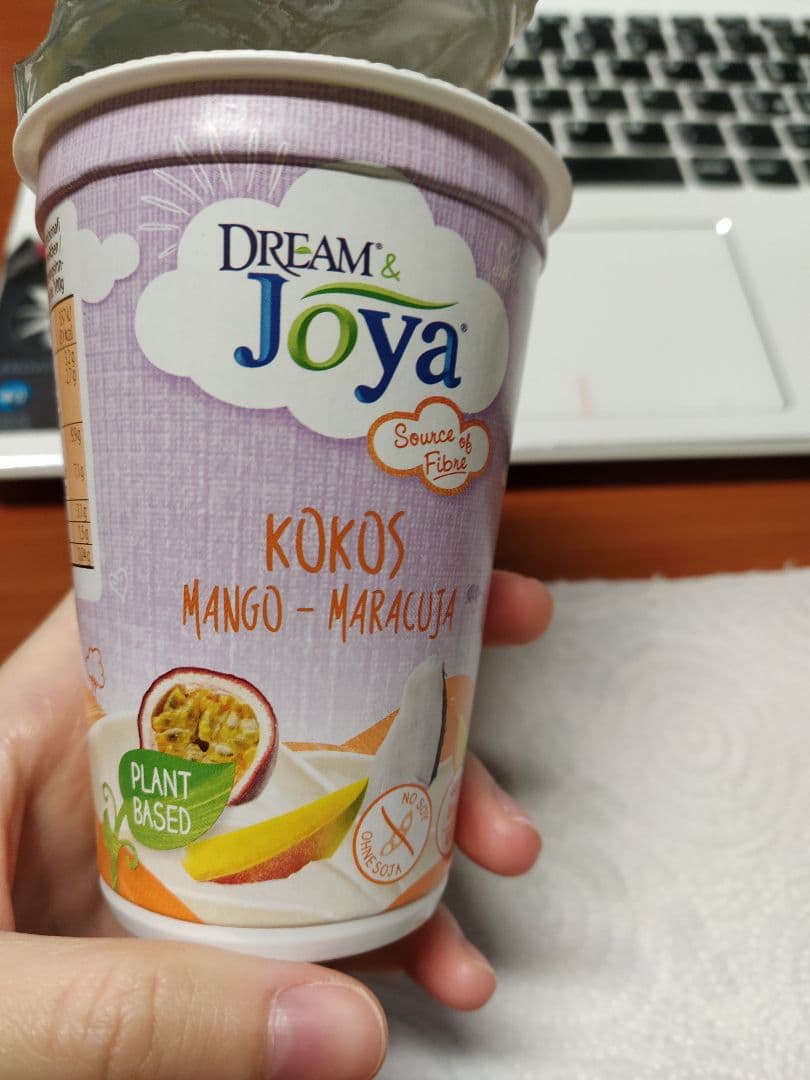 DREAM® &
Joya®
Source of
Fibre
KOKOS
MANGO – MARACUJA
PLANT
BASED
NO SOY
OHNE SOJA